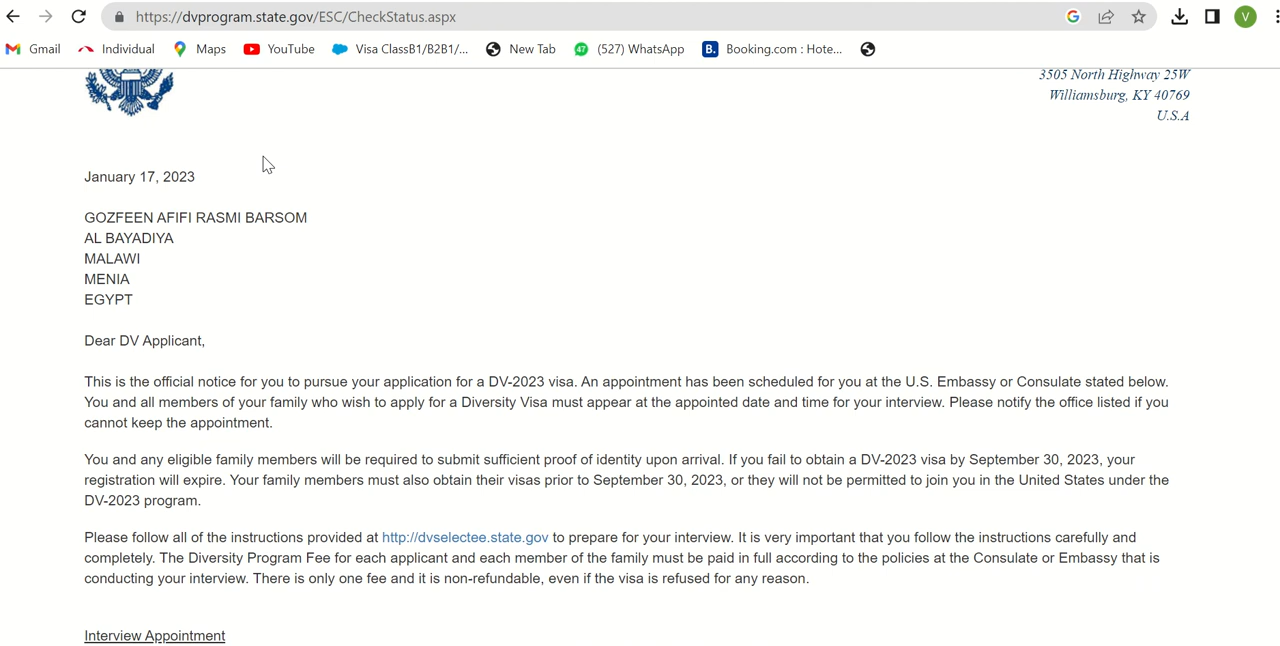 https://dvprogram.state.gov/ESC/CheckStatus.aspx
V
Gmail Individual Maps YouTube Visa ClassB1/B2B1/... New Tab 47 (527) WhatsApp B. Booking.com : Hote...
3505 North Highway 25W
Williamsburg, KY 40769
U.S.A
January 17, 2023
GOZFEEN AFIFI RASMI BARSOM
AL BAYADIYA
MALAWI
MENIA
EGYPT
Dear DV Applicant,
This is the official notice for you to pursue your application for a DV-2023 visa. An appointment has been scheduled for you at the U.S. Embassy or Consulate stated below.
You and all members of your family who wish to apply for a Diversity Visa must appear at the appointed date and time for your interview. Please notify the office listed if you
cannot keep the appointment.
You and any eligible family members will be required to submit sufficient proof of identity upon arrival. If you fail to obtain a DV-2023 visa by September 30, 2023, your
registration will expire. Your family members must also obtain their visas prior to September 30, 2023, or they will not be permitted to join you in the United States under the
DV-2023 program.
Please follow all of the instructions provided at http://dvselectee.state.gov to prepare for your interview. It is very important that you follow the instructions carefully and
completely. The Diversity Program Fee for each applicant and each member of the family must be paid in full according to the policies at the Consulate or Embassy that is
conducting your interview. There is only one fee and it is non-refundable, even if the visa is refused for any reason.
Interview Appointment